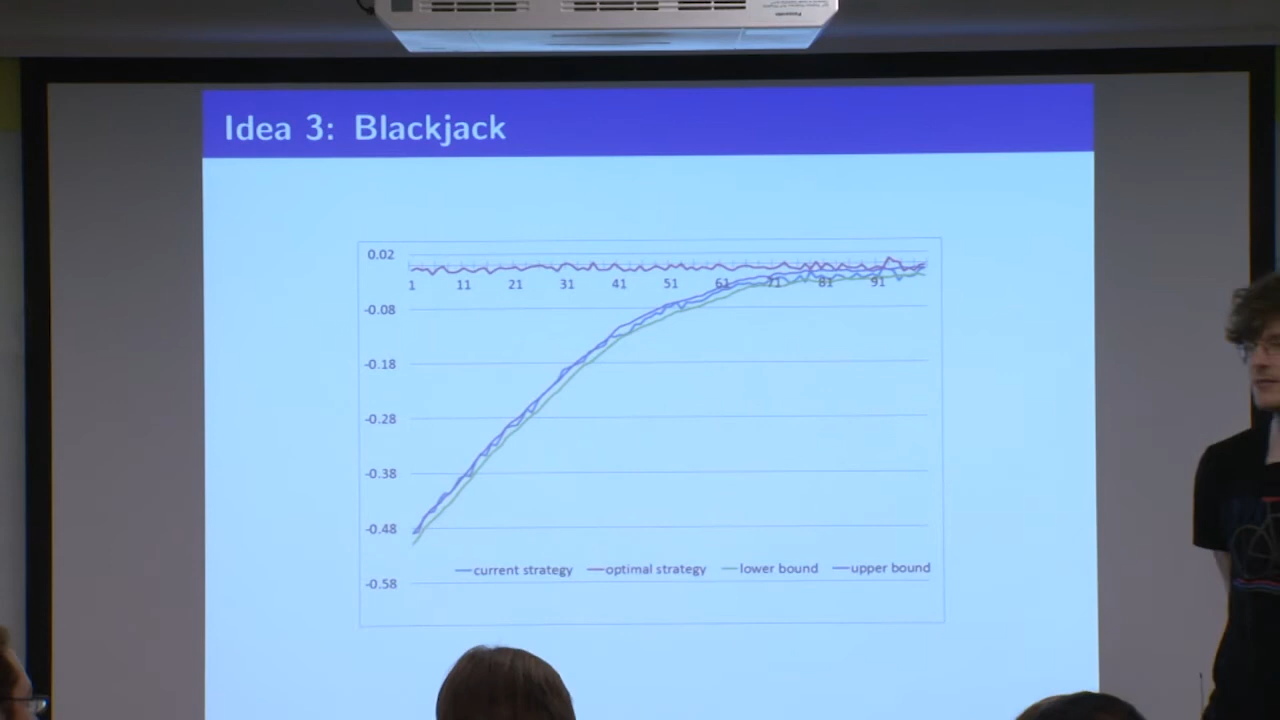 Idea 3: Blackjack
0.02
1 11 21 31 41 51 61 71 81 91
-0.08
-0.18
-0.28
-0.38
-0.48
current strategy optimal strategy lower bound upper bound
-0.58